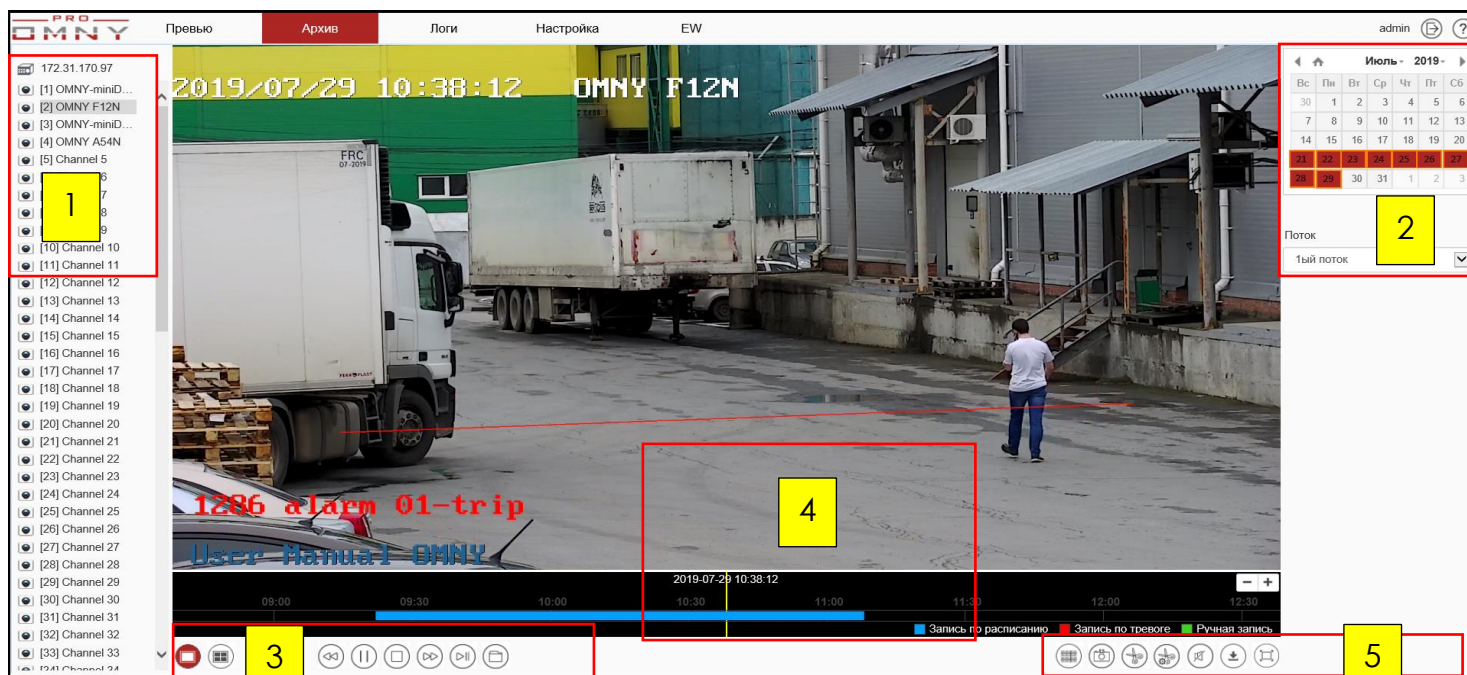 PRO
OMNY
Превью
Архив
Логи
Настройка
EW
admin
?
172.31.170.97
[1] OMNY-miniD...
[2] OMNY F12N
[3] OMNY-miniD...
[4] OMNY A54N
[5] Channel 5
6
7
8
9
[10] Channel 10
[11] Channel 11
[12] Channel 12
[13] Channel 13
[14] Channel 14
[15] Channel 15
[16] Channel 16
[17] Channel 17
[18] Channel 18
[19] Channel 19
[20] Channel 20
[21] Channel 21
[22] Channel 22
[23] Channel 23
[24] Channel 24
[25] Channel 25
[26] Channel 26
[27] Channel 27
[28] Channel 28
[29] Channel 29
[30] Channel 30
[31] Channel 31
[32] Channel 32
[33] Channel 33
[34] Channel 34
1
2019/07/29 10:38:12 OMNY F12N
FRC
07-2019
1286 alarm 01-trip
User Manual OMNY
4
2019-07-29 10:38:12
- +
09:00 09:30 10:00 10:30 11:00 11:30 12:00 12:30
Запись по расписанию Запись по тревоге Ручная запись
3
5
Июль 2019
Вс Пн Вт Ср Чт Пт Сб
30 1 2 3 4 5 6
7 8 9 10 11 12 13
14 15 16 17 18 19 20
21 22 23 24 25 26 27
28 29 30 31 1 2 3
2
Поток
1ый поток